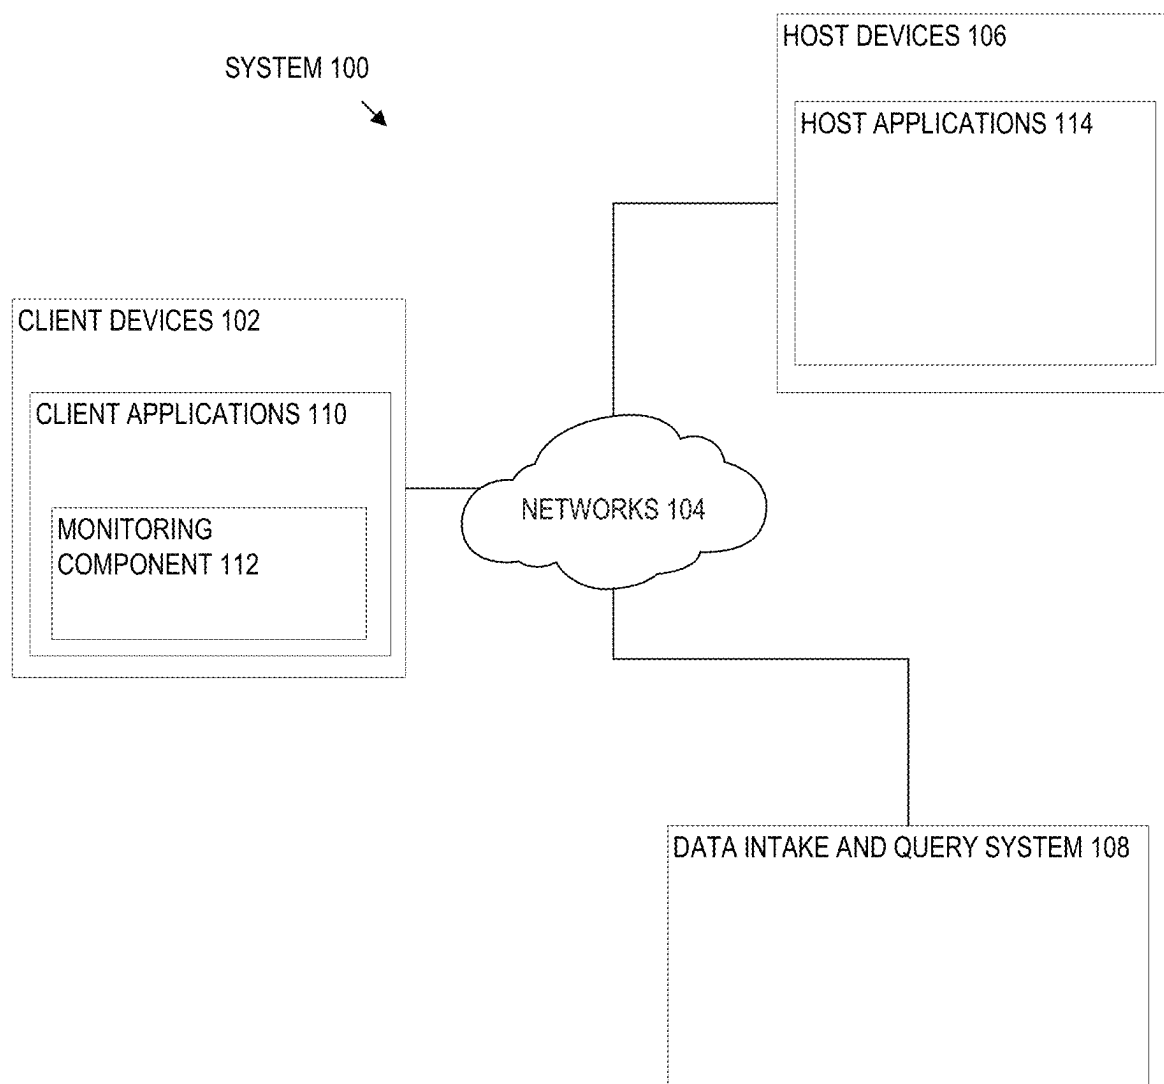 HOST DEVICES 106
SYSTEM 100
HOST APPLICATIONS 114
CLIENT DEVICES 102
CLIENT APPLICATIONS 110
NETWORKS 104
MONITORING
COMPONENT 112
DATA INTAKE AND QUERY SYSTEM 108